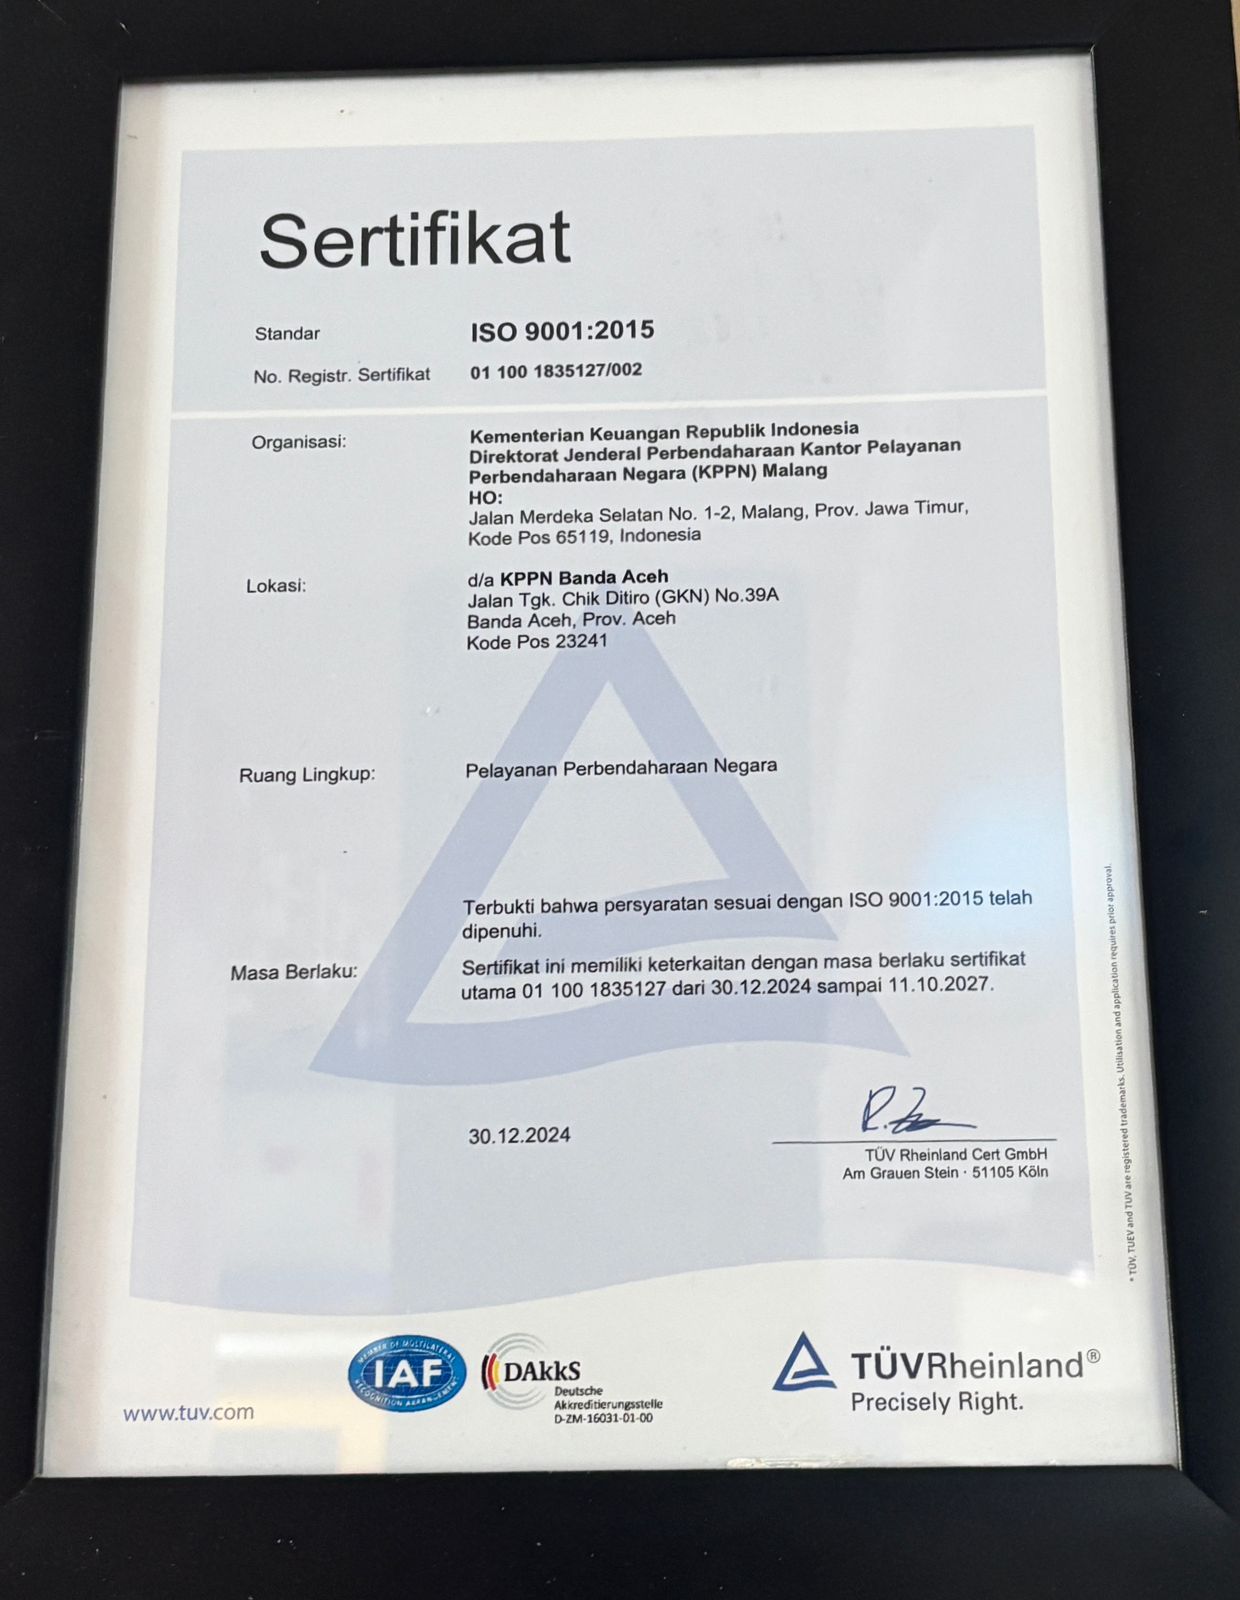 Sertifikat
Standar ISO 9001:2015
No. Registr. Sertifikat 01 100 1835127/002
Organisasi: Kementerian Keuangan Republik Indonesia
Direktorat Jenderal Perbendaharaan Kantor Pelayanan
Perbendaharaan Negara (KPPN) Malang
HO:
Jalan Merdeka Selatan No. 1-2, Malang, Prov. Jawa Timur,
Kode Pos 65119, Indonesia
Lokasi: d/a KPPN Banda Aceh
Jalan Tgk. Chik Ditiro (GKN) No.39A
Banda Aceh, Prov. Aceh
Kode Pos 23241
Ruang Lingkup: Pelayanan Perbendaharaan Negara
Terbukti bahwa persyaratan sesuai dengan ISO 9001:2015 telah
dipenuhi.
Masa Berlaku: Sertifikat ini memiliki keterkaitan dengan masa berlaku sertifikat
utama 01 100 1835127 dari 30.12.2024 sampai 11.10.2027.
30.12.2024
TÜV Rheinland Cert GmbH
Am Grauen Stein · 51105 Köln
® TÜV, TUEV and TUV are registered trademarks. Utilisation and application requires prior approval.
www.tuv.com
MEMBER OF MULTILATERAL
IAF
RECOGNITION ARRANGEMENT
DAkkS
Deutsche
Akkreditierungsstelle
D-ZM-16031-01-00
TÜVRheinland®
Precisely Right.